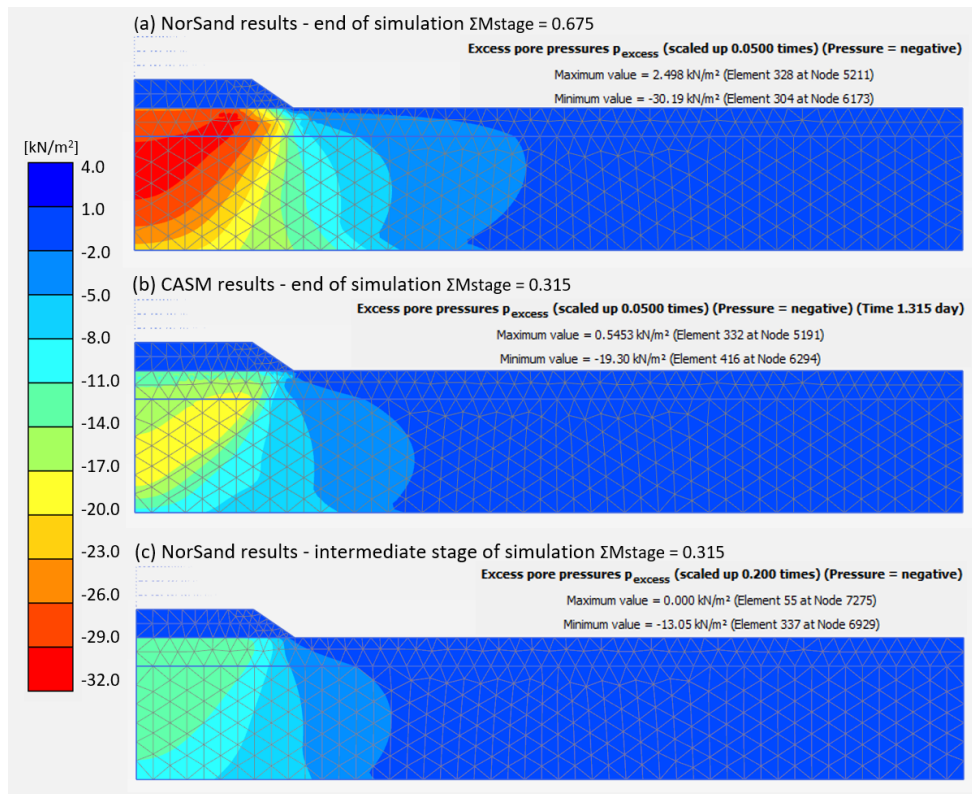 (a) NorSand results - end of simulation ΣMstage = 0.675
Excess pore pressures p excess (scaled up 0.0500 times) (Pressure = negative)
Maximum value = 2.498 kN/m² (Element 328 at Node 5211)
Minimum value = -30.19 kN/m² (Element 304 at Node 6173)
[kN/m²]
4.0
1.0
-2.0
-5.0
-8.0
-11.0
-14.0
-17.0
-20.0
-23.0
-26.0
-29.0
-32.0
(b) CASM results - end of simulation ΣMstage = 0.315
Excess pore pressures p excess (scaled up 0.0500 times) (Pressure = negative) (Time 1.315 day)
Maximum value = 0.5453 kN/m² (Element 332 at Node 5191)
Minimum value = -19.30 kN/m² (Element 416 at Node 6294)
(c) NorSand results - intermediate stage of simulation ΣMstage = 0.315
Excess pore pressures p excess (scaled up 0.200 times) (Pressure = negative)
Maximum value = 0.000 kN/m² (Element 55 at Node 7275)
Minimum value = -13.05 kN/m² (Element 337 at Node 6929)